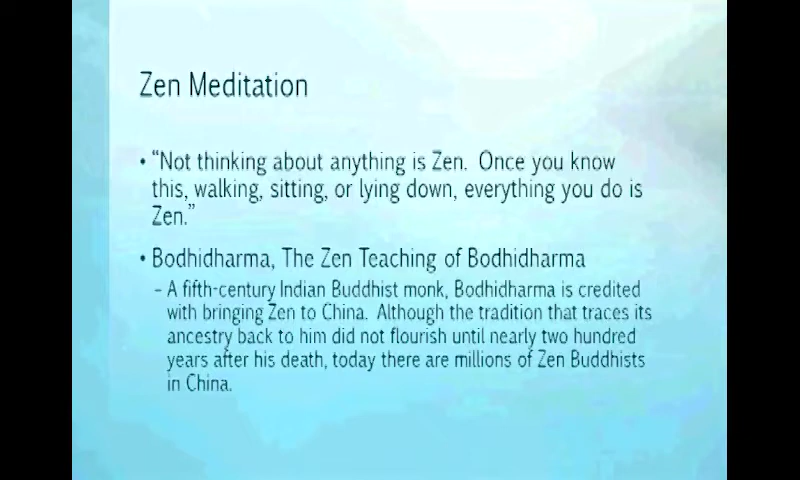 Zen Meditation
• “Not thinking about anything is Zen. Once you know
this, walking, sitting, or lying down, everything you do is
Zen.”
• Bodhidharma, The Zen Teaching of Bodhidharma
– A fifth-century Indian Buddhist monk, Bodhidharma is credited
with bringing Zen to China. Although the tradition that traces its
ancestry back to him did not flourish until nearly two hundred
years after his death, today there are millions of Zen Buddhists
in China.